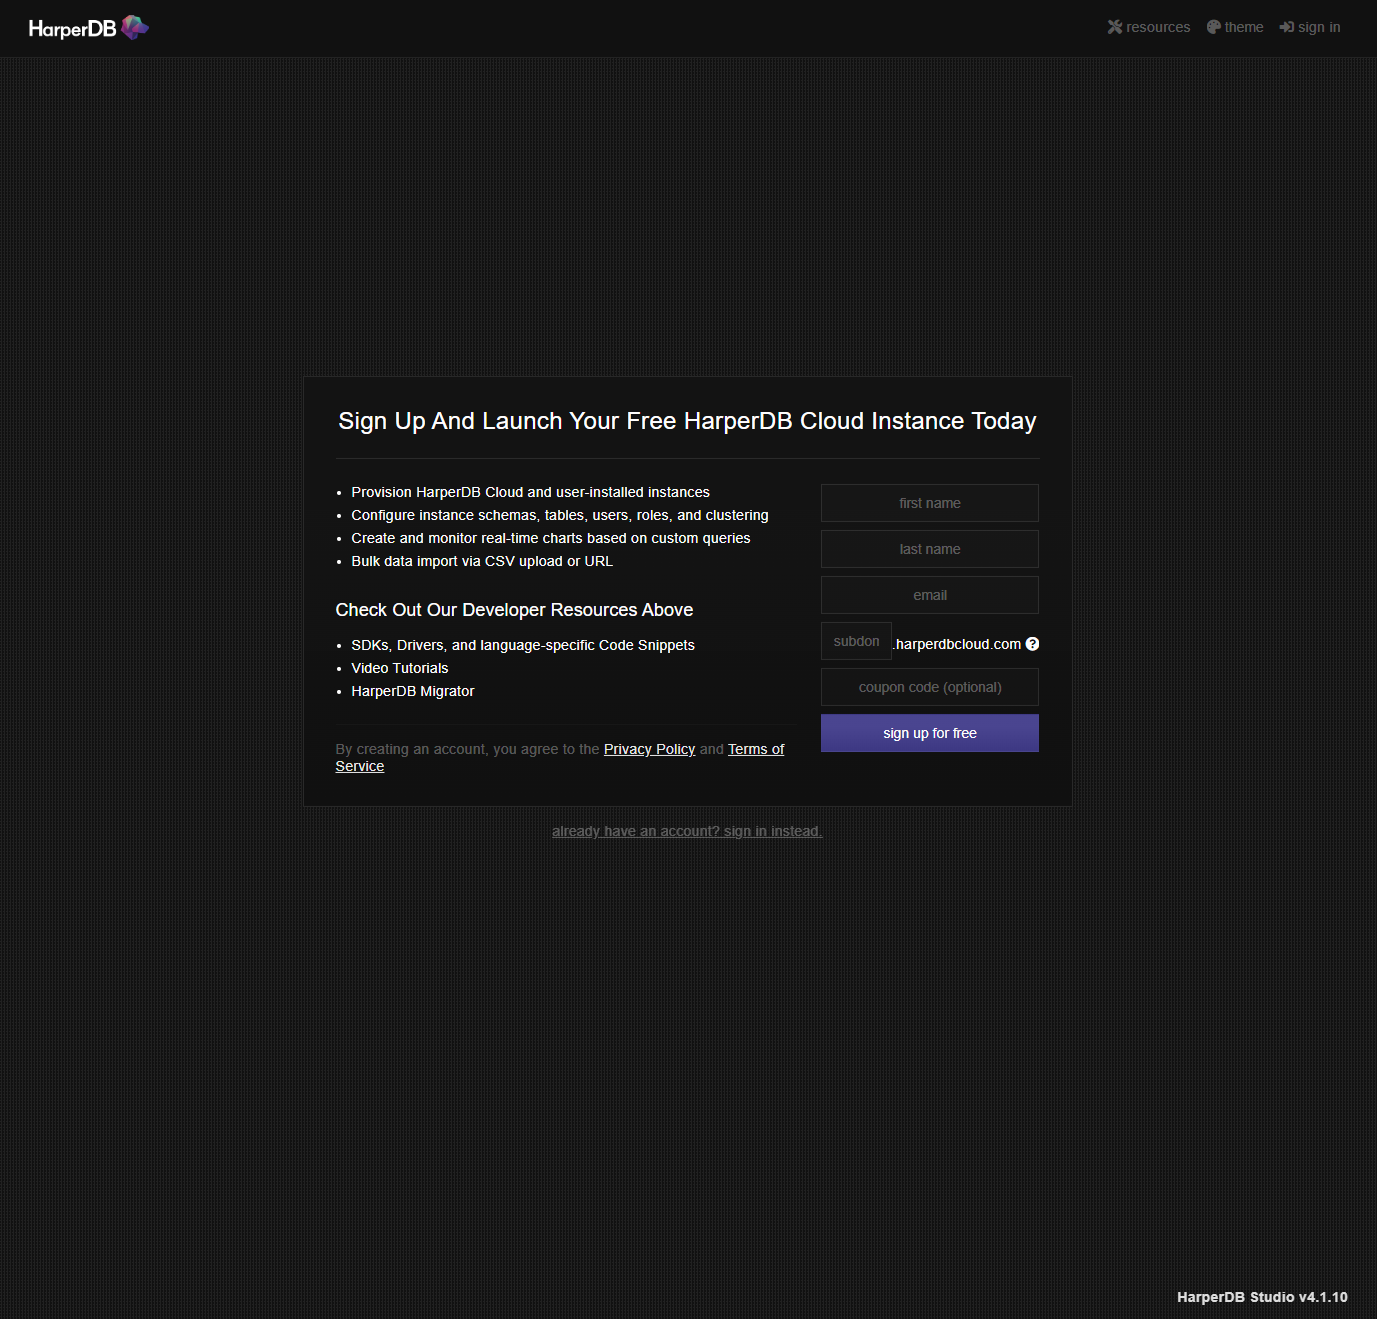 HarperDB
resources
theme
sign in
Sign Up And Launch Your Free HarperDB Cloud Instance Today
Provision HarperDB Cloud and user-installed instances
Configure instance schemas, tables, users, roles, and clustering
Create and monitor real-time charts based on custom queries
Bulk data import via CSV upload or URL
Check Out Our Developer Resources Above
SDKs, Drivers, and language-specific Code Snippets
Video Tutorials
HarperDB Migrator
By creating an account, you agree to the Privacy Policy and Terms of
Service
first name
last name
email
subdon .harperdbcloud.com
coupon code (optional)
sign up for free
already have an account? sign in instead.
HarperDB Studio v4.1.10